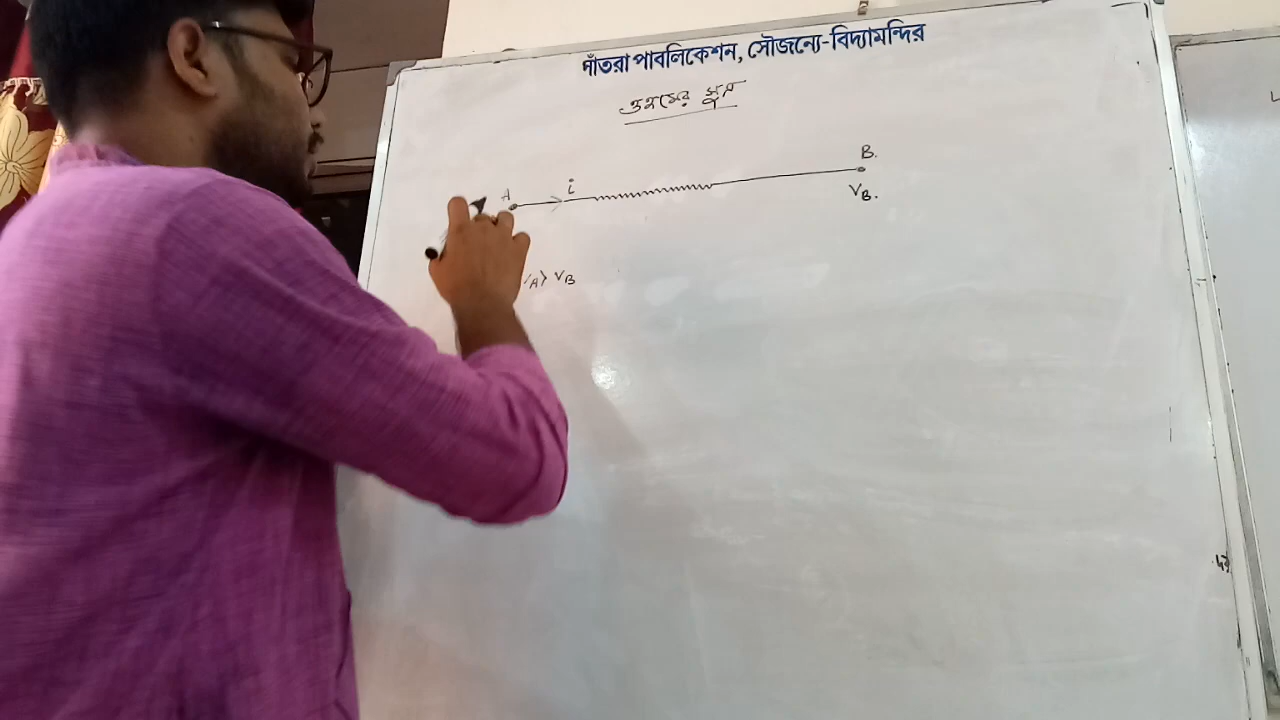 সাঁতরা পাবলিকেশন, সৌজন্যে-বিদ্যামন্দির
ওহমের সূত্র
A i B.
VB.
VA> VB